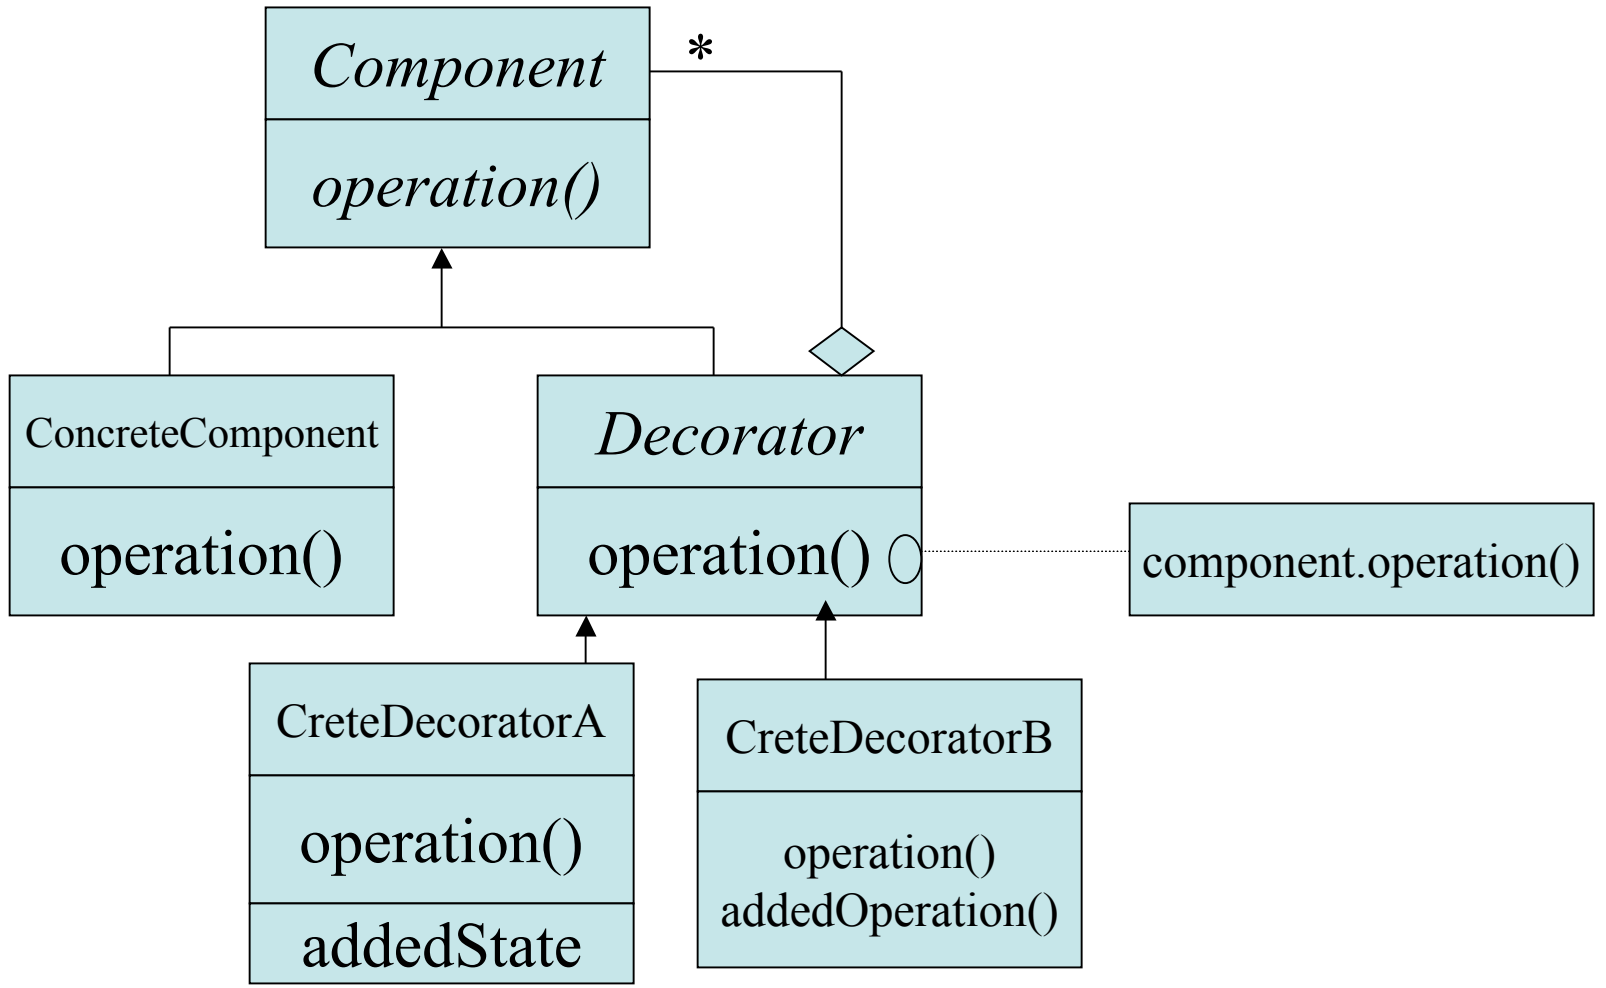 Component
*
operation()
ConcreteComponent
operation()
Decorator
operation()
component.operation()
CreteDecoratorA
operation()
addedState
CreteDecoratorB
operation()
addedOperation()